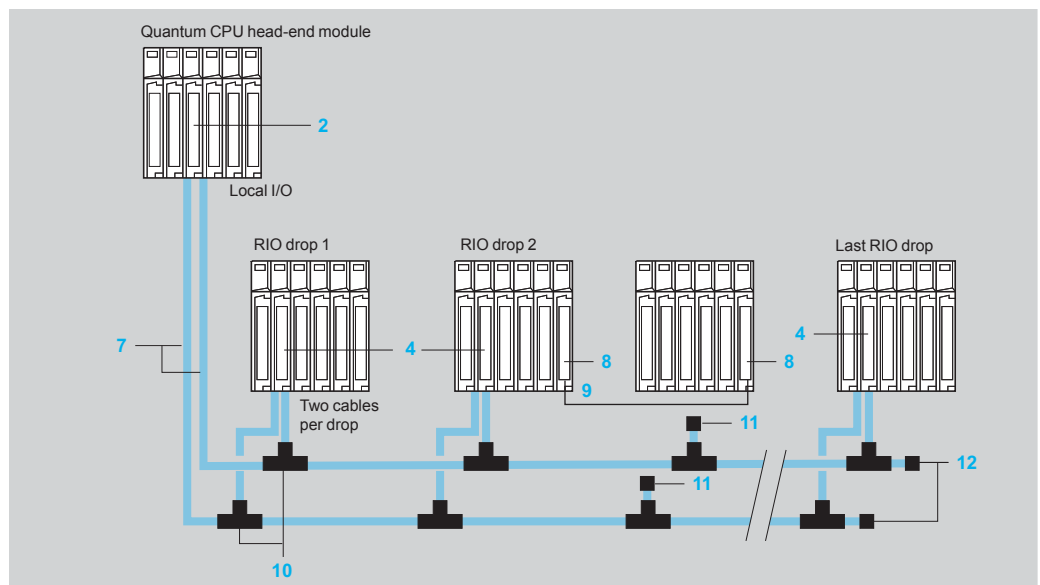 Quantum CPU head-end module
2
Local I/O
RIO drop 1
RIO drop 2
Last RIO drop
7
4
8
9
8
4
Two cables
per drop
11
11
12
10